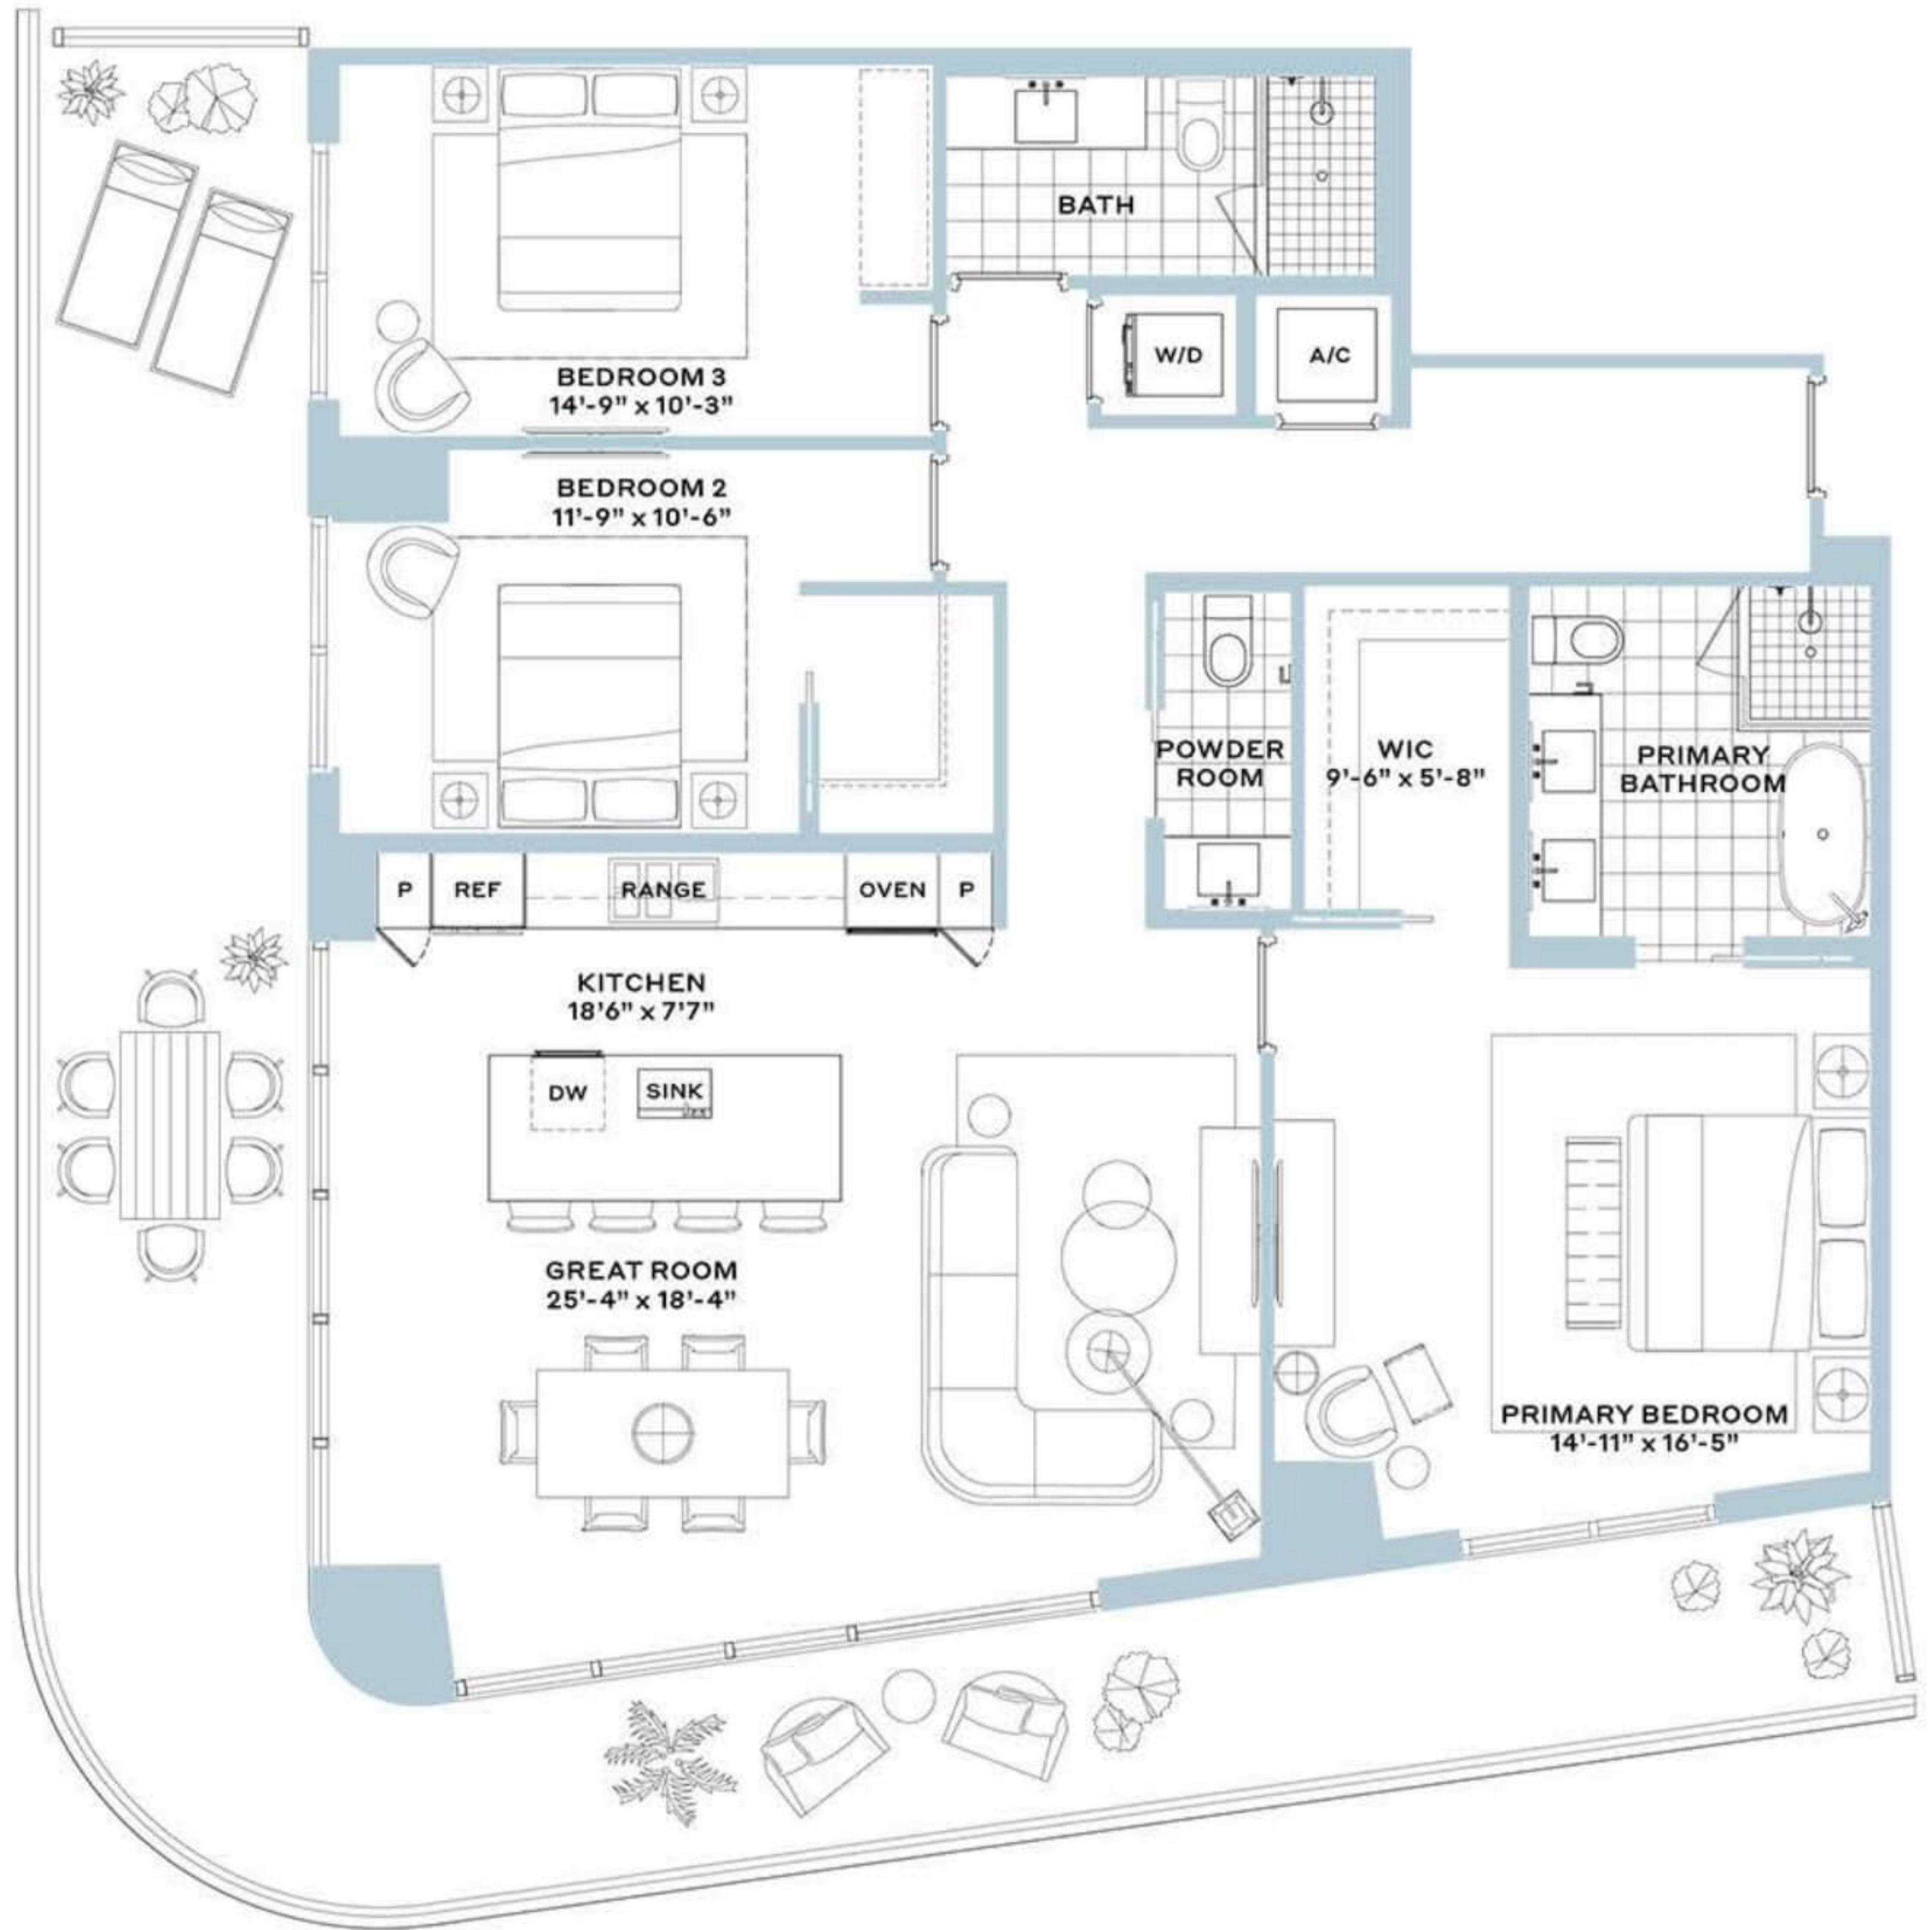 BATH
W/D
A/C
BEDROOM 3
14'-9" x 10'-3"
BEDROOM 2
11'-9" x 10'-6"
POWDER
ROOM
WIC
9'-6" x 5'-8"
PRIMARY
BATHROOM
P
REF
RANGE
OVEN
P
KITCHEN
18'6" x 7'7"
DW
SINK
GREAT ROOM
25'-4" x 18'-4"
PRIMARY BEDROOM
14'-11" x 16'-5"